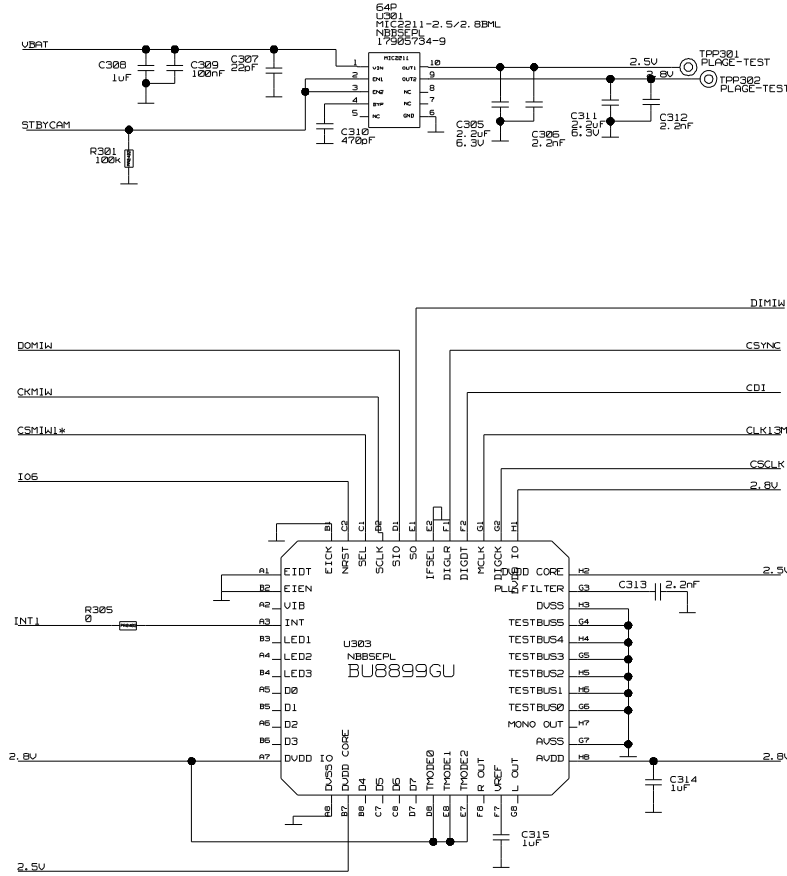 64P
U301
MIC2211-2.5/2.8BML
NBBSEPL
17905734-9
VBAT
C308
1uF
C309
100nF
C307
22pF
MIC2211
1 VIN OUT1 10
2 EN1 OUT2 9
3 EN2 NC 8
4 BYP NC 7
5 NC GND 6
2.5V
2.8V
TPP301
PLAGE-TEST
TPP302
PLAGE-TEST
STBYCAM
R301
100k
C310
470pF
C305
2.2uF
6.3V
C306
2.2nF
C311
2.2uF
6.3V
C312
2.2nF
DIMIW
DOMIW
CSYNC
CKMIW
CDI
CSMIW1*
CLK13M
CSCLK
IO6
2.8V
B1 C2 C1 D2 D1 E1 E2 F1 F2 G1 G2 H1
EICK NRST SEL SCLK SIO SO IFSEL DIGLR DIGDT MCLK DIGCK DVDD IO
A1 EIDT
B2 EIEN
A2 VIB
A3 INT
B3 LED1
A4 LED2
B4 LED3
A5 D0
B5 D1
A6 D2
B6 D3
A7 DVDD IO
INT1
R305
0
2.8V
2.5V
U303
NBBSEPL
BU8899GU
DVDD CORE H2
PLL FILTER G3
DVSS H3
TESTBUS5 G4
TESTBUS4 H4
TESTBUS3 G5
TESTBUS2 H5
TESTBUS1 H6
TESTBUS0 G6
MONO OUT H7
AVSS G7
AVDD H8
2.5V
C313
2.2nF
2.8V
C314
1uF
DVSS DVDD CORE D4 D5 D6 D7 TMODE0 TMODE1 TMODE2 R OUT VREF L OUT
A8 B7 B8 C7 C8 D7 D8 E8 E7 F8 F7 G8
C315
1uF